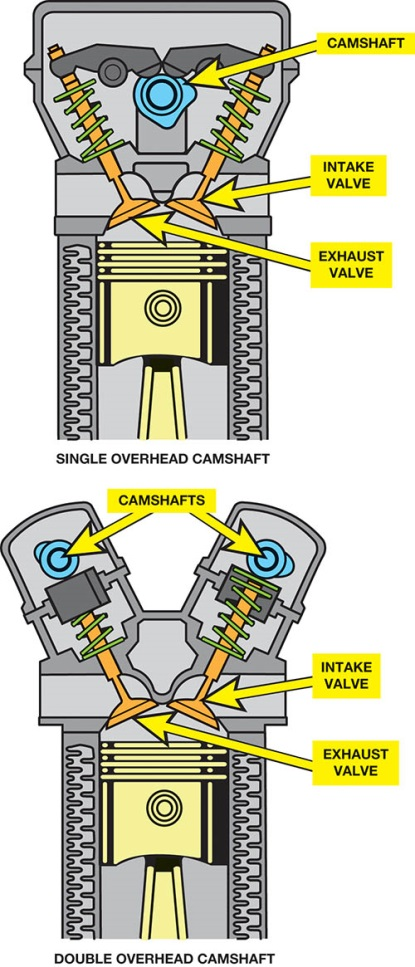 CAMSHAFT
INTAKE
VALVE
EXHAUST
VALVE
SINGLE OVERHEAD CAMSHAFT
CAMSHAFTS
INTAKE
VALVE
EXHAUST
VALVE
DOUBLE OVERHEAD CAMSHAFT